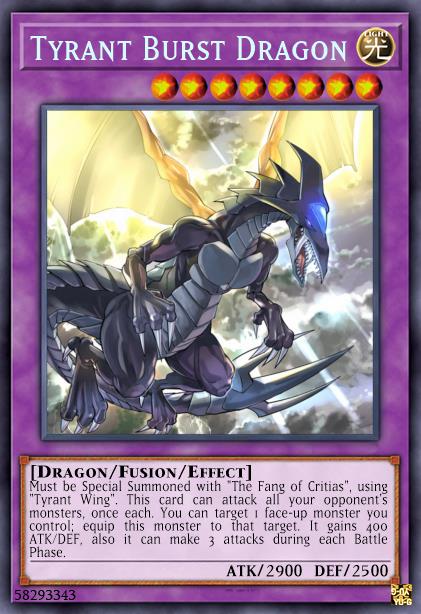 TYRANT BURST DRAGON
LIGHT
光
[DRAGON/FUSION/EFFECT]
Must be Special Summoned with "The Fang of Critias", using
"Tyrant Wing". This card can attack all your opponent's
monsters, once each. You can target 1 face-up monster you
control; equip this monster to that target. It gains 400
ATK/DEF, also it can make 3 attacks during each Battle
Phase.
ATK/2900 DEF/2500
58293343